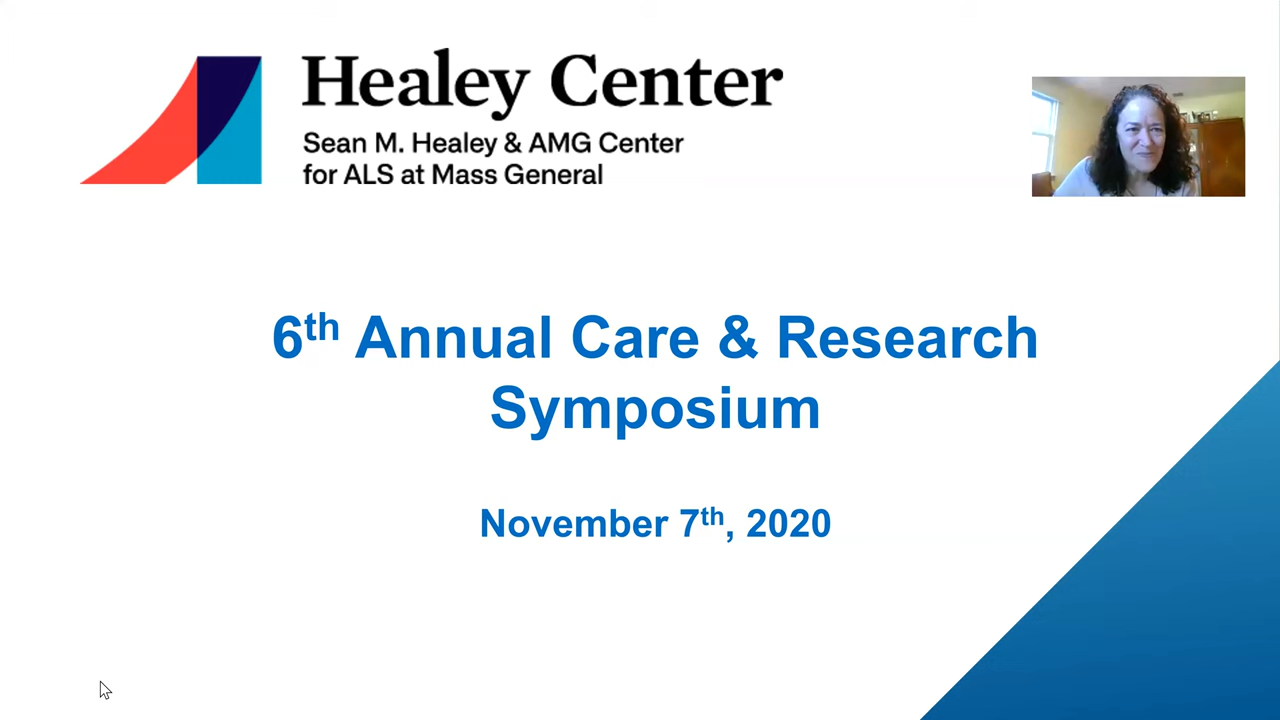 Healey Center
Sean M. Healey & AMG Center
for ALS at Mass General
6th Annual Care & Research
Symposium
November 7th, 2020